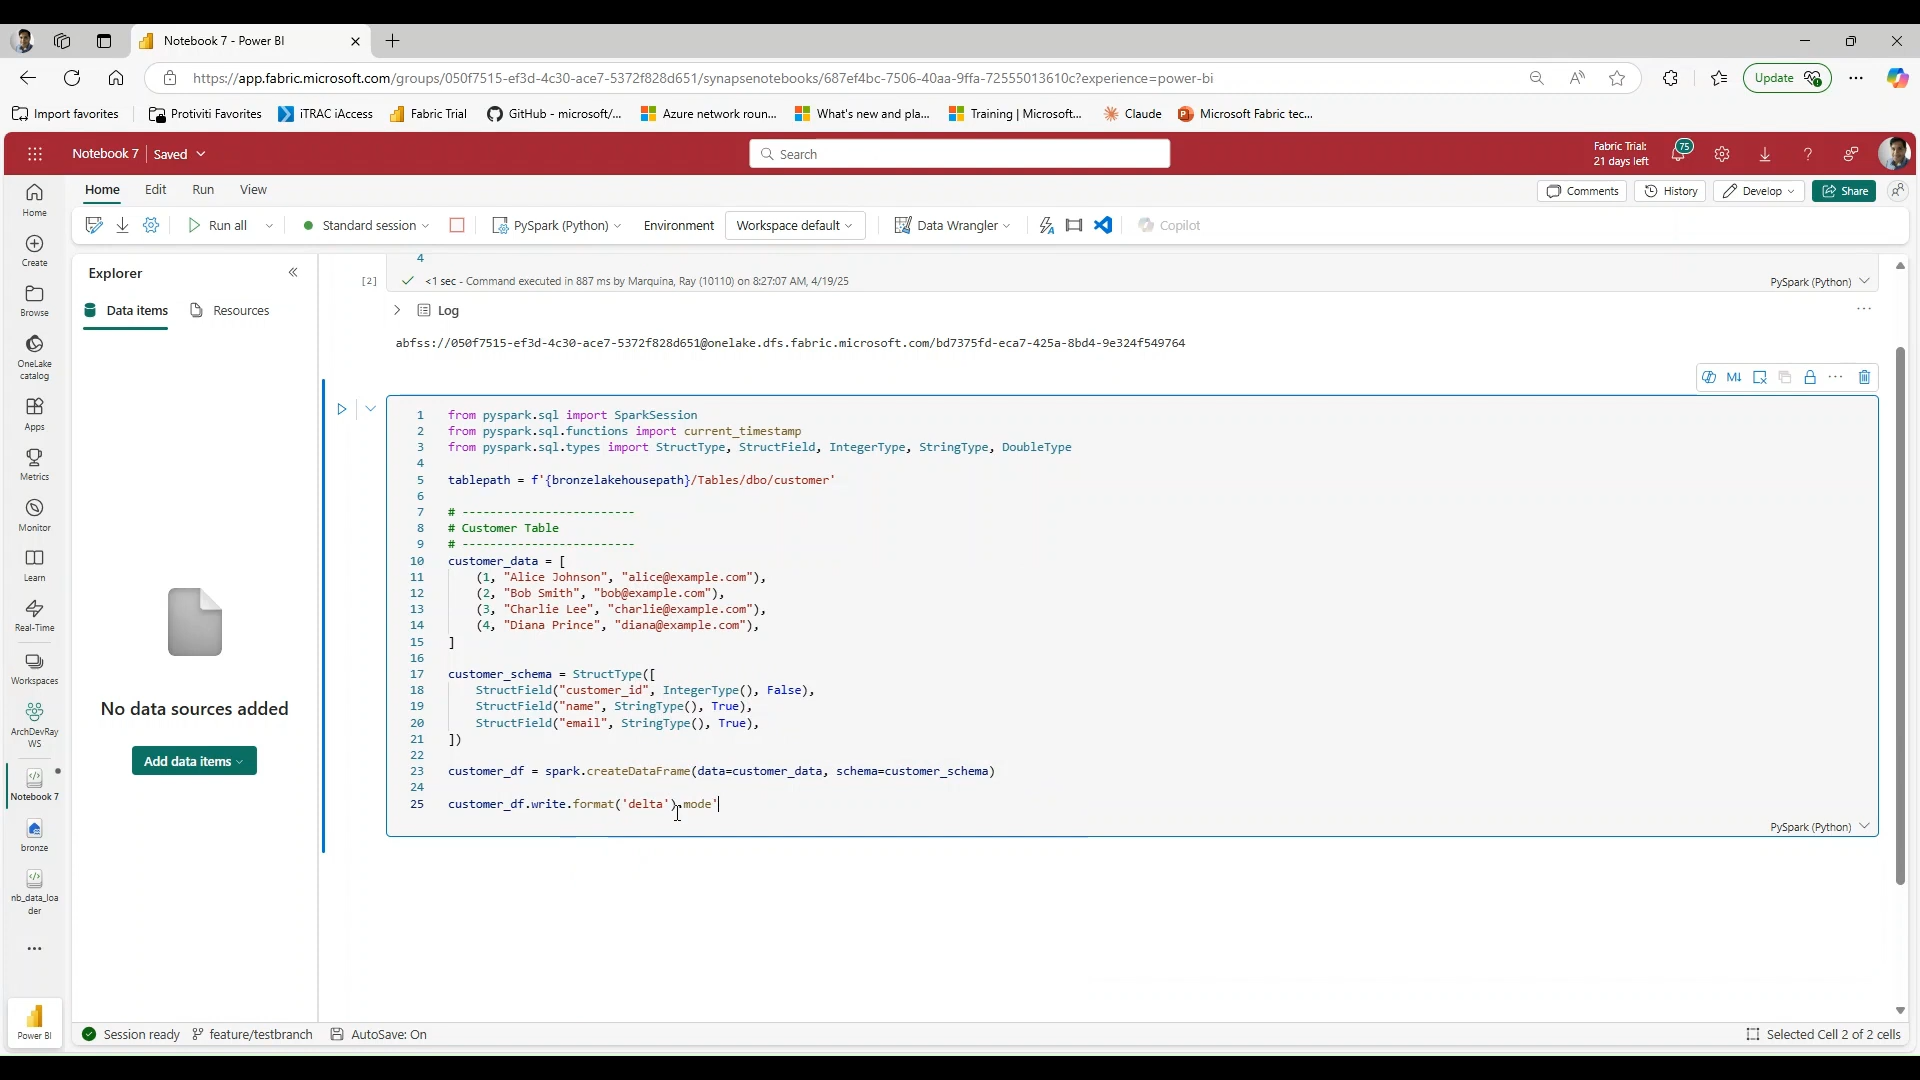 Notebook 7 - Power BI
https://app.fabric.microsoft.com/groups/050f7515-ef3d-4c30-ace7-5372f828d651/synapsenotebooks/687ef4bc-7506-40aa-9ffa-72555013610c?experience=power-bi
Update
Import favorites
Protiviti Favorites
iTRAC iAccess
Fabric Trial
GitHub - microsoft/...
Azure network roun...
What's new and pla...
Training | Microsoft...
Claude
Microsoft Fabric tec...
Notebook 7 | Saved
Search
Fabric Trial:
21 days left
75
Home
Edit
Run
View
Comments
History
Develop
Share
Run all
Standard session
PySpark (Python)
Environment
Workspace default
Data Wrangler
Copilot
Home
Create
Browse
OneLake
catalog
Apps
Metrics
Monitor
Learn
Real-Time
Workspaces
ArchDevRay
WS
Notebook 7
bronze
nb_data_loa
der
Power BI
Explorer
Data items
Resources
No data sources added
Add data items
4
[2]
<1 sec - Command executed in 887 ms by Marquina, Ray (10110) on 8:27:07 AM, 4/19/25
PySpark (Python)
Log
abfss://050f7515-ef3d-4c30-ace7-5372f828d651@onelake.dfs.fabric.microsoft.com/bd7375fd-eca7-425a-8bd4-9e324f549764
M↓
1 from pyspark.sql import SparkSession
2 from pyspark.sql.functions import current_timestamp
3 from pyspark.sql.types import StructType, StructField, IntegerType, StringType, DoubleType
4
5 tablepath = f'{bronzelakehousepath}/Tables/dbo/customer'
6
7 # -------------------------
8 # Customer Table
9 # -------------------------
10 customer_data = [
11 (1, "Alice Johnson", "alice@example.com"),
12 (2, "Bob Smith", "bob@example.com"),
13 (3, "Charlie Lee", "charlie@example.com"),
14 (4, "Diana Prince", "diana@example.com"),
15 ]
16
17 customer_schema = StructType([
18 StructField("customer_id", IntegerType(), False),
19 StructField("name", StringType(), True),
20 StructField("email", StringType(), True),
21 ])
22
23 customer_df = spark.createDataFrame(data=customer_data, schema=customer_schema)
24
25 customer_df.write.format('delta').mode'
PySpark (Python)
Session ready
feature/testbranch
AutoSave: On
Selected Cell 2 of 2 cells